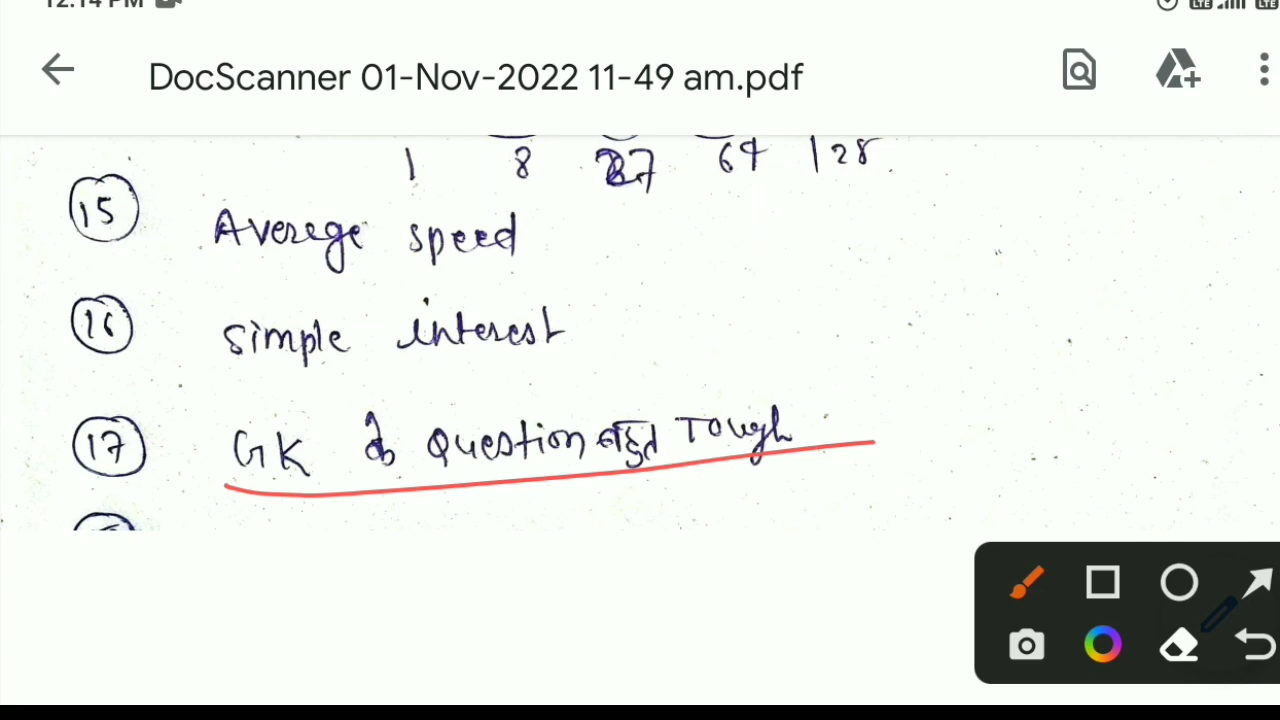 12:14 PM
DocScanner 01-Nov-2022 11-49 am.pdf
1 8 27 64 128
15 Averege speed
16 simple interest
17 GK के Question बहुत Tough